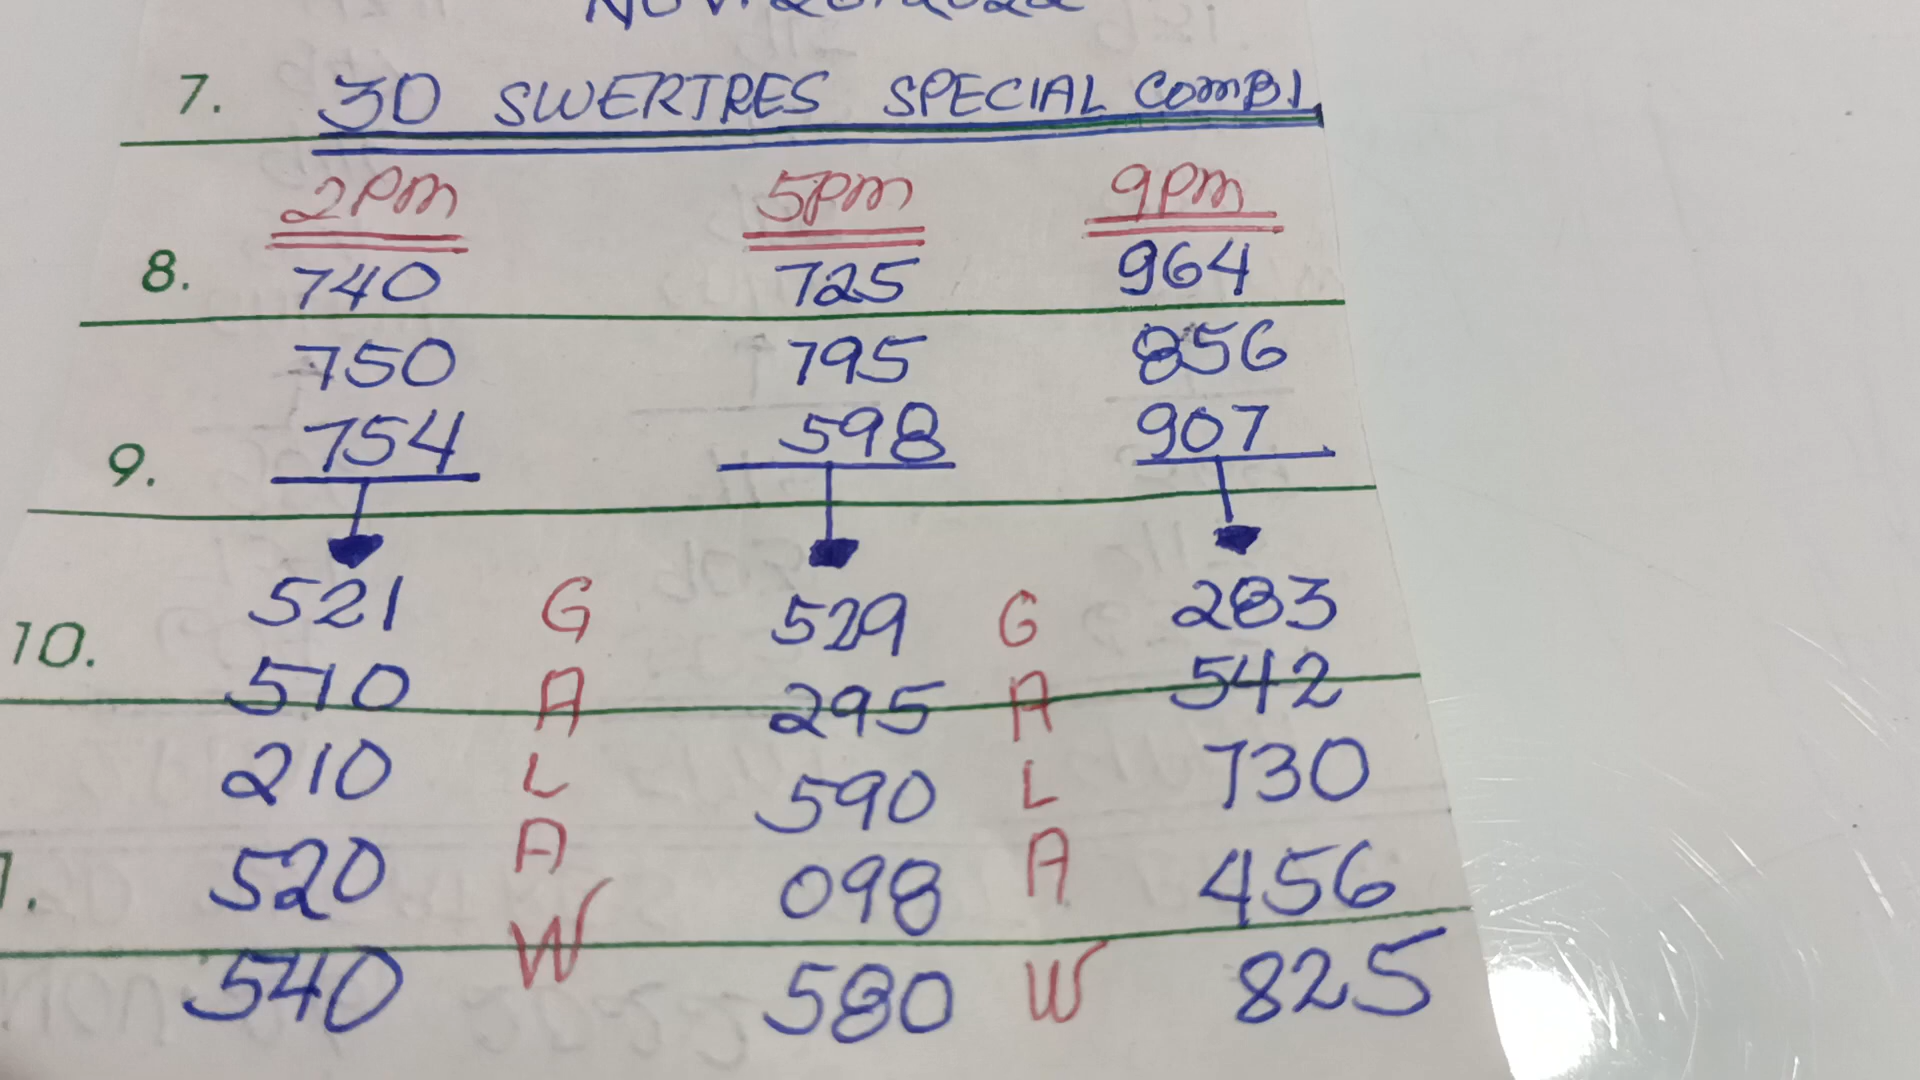 7. 3D SWERTRES SPECIAL COMBI
2PM 5PM 9PM
8. 740 725 964
750 795 856
9. 754 598 907
521 G 529 G 283
10. 510 A 295 A 542
210 L 590 L 730
520 A 098 A 456
540 W 580 W 825